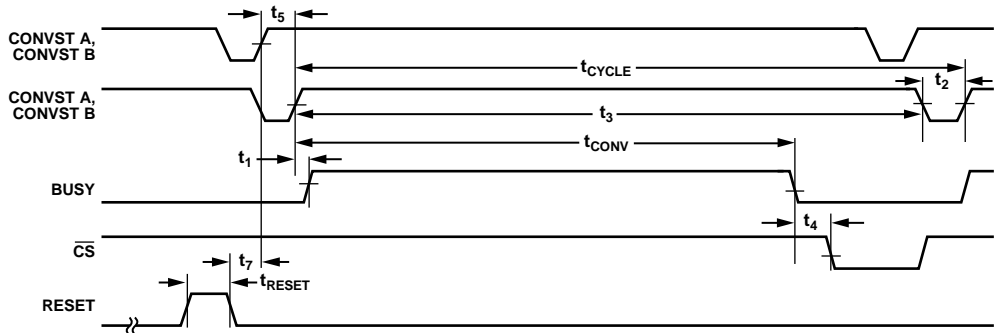 t5
CONVST A,
CONVST B
tCYCLE
t2
CONVST A,
CONVST B
t3
tCONV
t1
BUSY
t4
CS
t7
tRESET
RESET